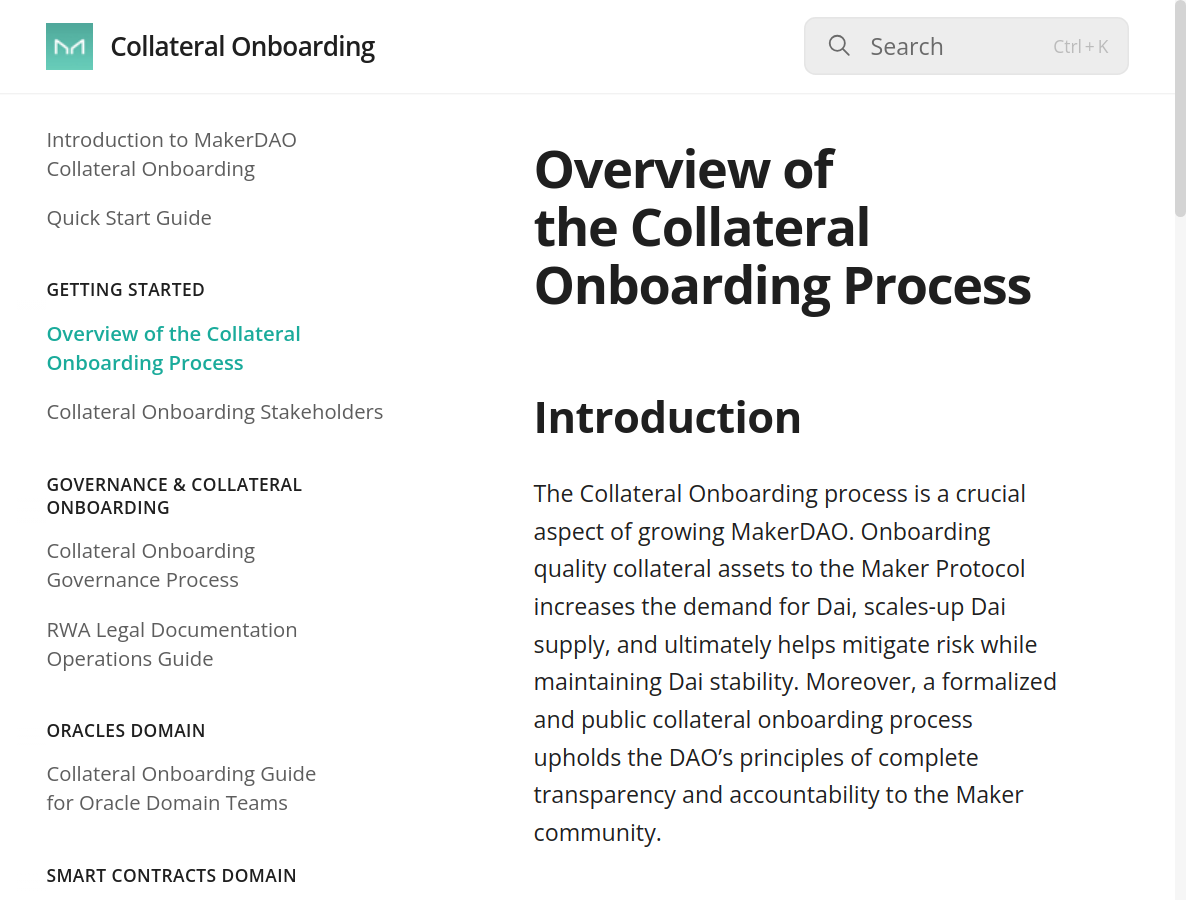 Collateral Onboarding
Search
Ctrl + K
Introduction to MakerDAO
Collateral Onboarding
Quick Start Guide
GETTING STARTED
Overview of the Collateral
Onboarding Process
Collateral Onboarding Stakeholders
GOVERNANCE & COLLATERAL
ONBOARDING
Collateral Onboarding
Governance Process
RWA Legal Documentation
Operations Guide
ORACLES DOMAIN
Collateral Onboarding Guide
for Oracle Domain Teams
SMART CONTRACTS DOMAIN
Overview of
the Collateral
Onboarding Process
Introduction
The Collateral Onboarding process is a crucial
aspect of growing MakerDAO. Onboarding
quality collateral assets to the Maker Protocol
increases the demand for Dai, scales-up Dai
supply, and ultimately helps mitigate risk while
maintaining Dai stability. Moreover, a formalized
and public collateral onboarding process
upholds the DAO’s principles of complete
transparency and accountability to the Maker
community.